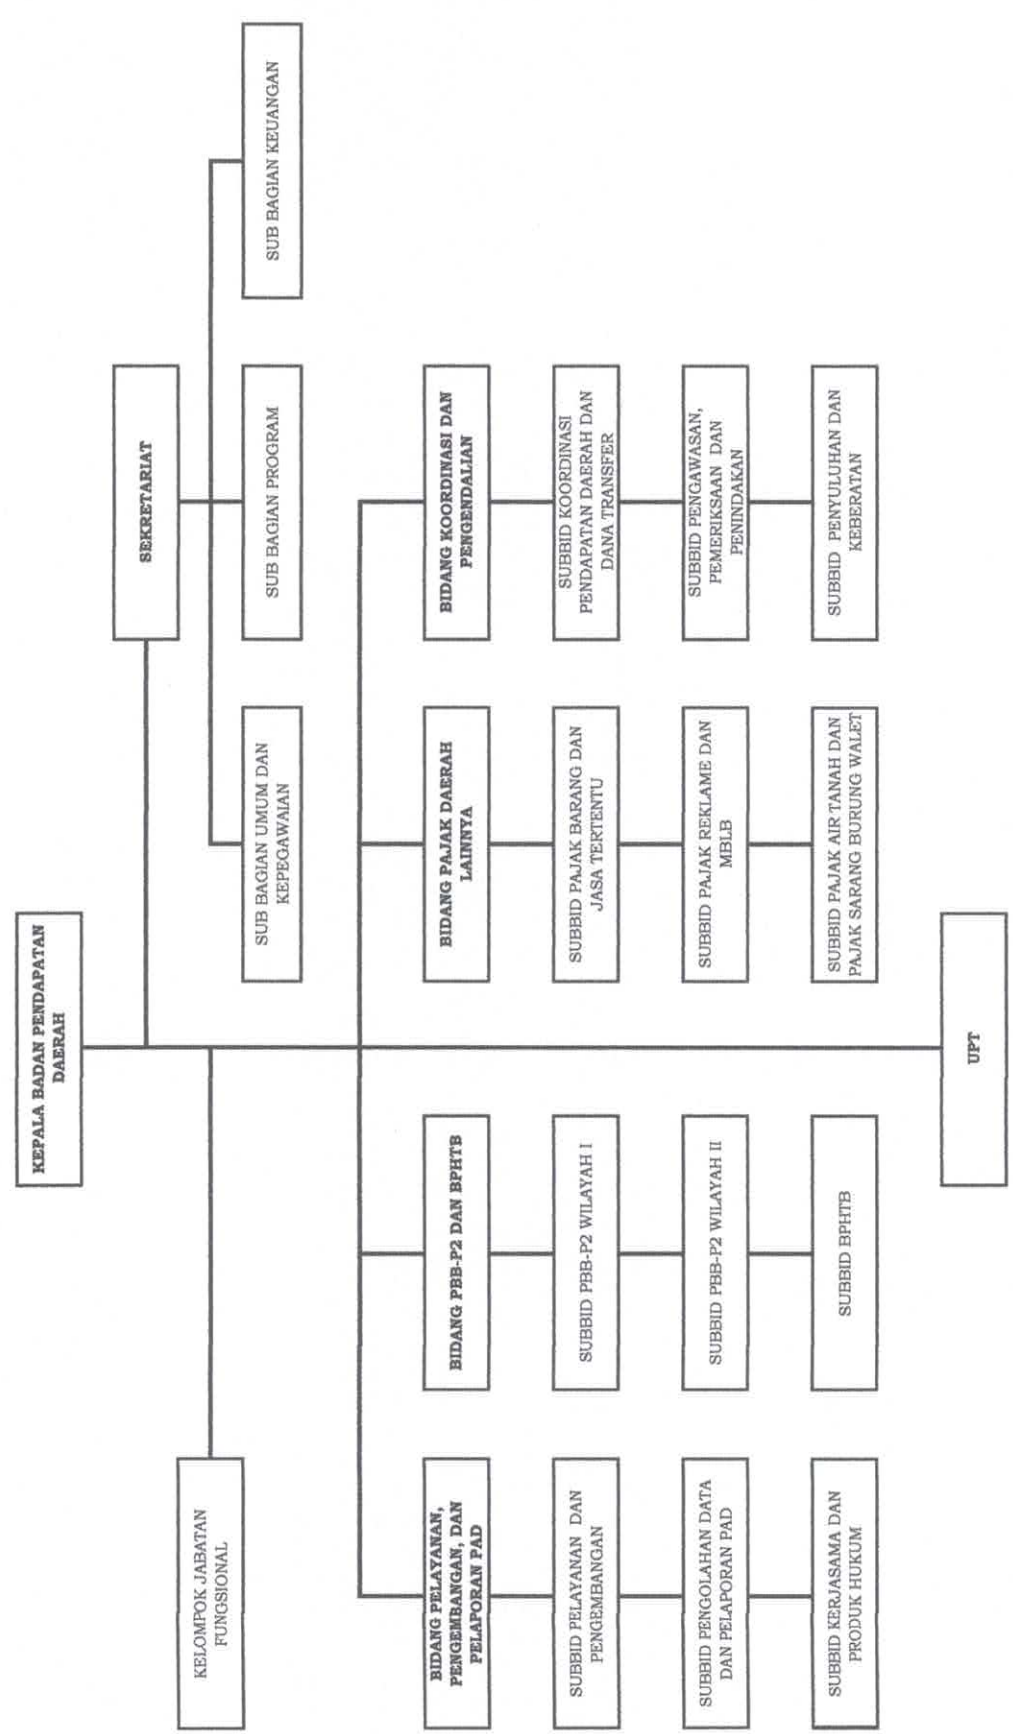 KEPALA BADAN PENDAPATAN
DAERAH
SEKRETARIAT
KELOMPOK JABATAN
FUNGSIONAL
SUB BAGIAN UMUM DAN
KEPEGAWAIAN
SUB BAGIAN PROGRAM
SUB BAGIAN KEUANGAN
BIDANG PELAYANAN,
PENGEMBANGAN, DAN
PELAPORAN PAD
SUBBID PELAYANAN DAN
PENGEMBANGAN
SUBBID PENGOLAHAN DATA
DAN PELAPORAN PAD
SUBBID KERJASAMA DAN
PRODUK HUKUM
BIDANG PBB-P2 DAN BPHTB
SUBBID PBB-P2 WILAYAH I
SUBBID PBB-P2 WILAYAH II
SUBBID BPHTB
BIDANG PAJAK DAERAH
LAINNYA
SUBBID PAJAK BARANG DAN
JASA TERTENTU
SUBBID PAJAK REKLAME DAN
MBLB
SUBBID PAJAK AIR TANAH DAN
PAJAK SARANG BURUNG WALET
BIDANG KOORDINASI DAN
PENGENDALIAN
SUBBID KOORDINASI
PENDAPATAN DAERAH DAN
DANA TRANSFER
SUBBID PENGAWASAN,
PEMERIKSAAN DAN
PENINDAKAN
SUBBID PENYULUHAN DAN
KEBERATAN
UPT